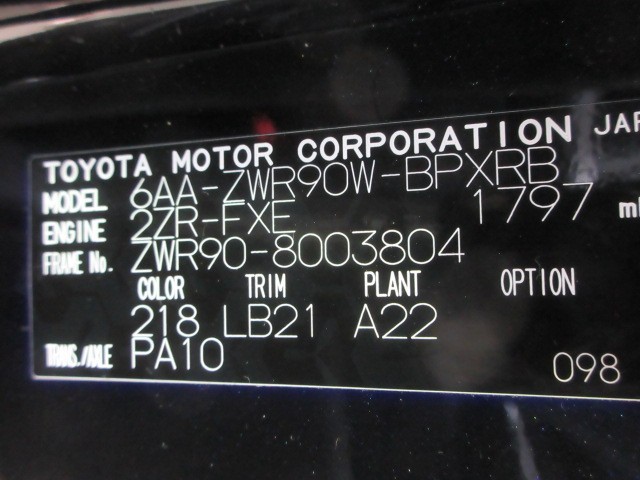 TOYOTA MOTOR CORPORATION JAP
MODEL 6AA-ZWR90W-BPXRB
ENGINE 2ZR-FXE 1797 m
FRAME No. ZWR90-8003804
COLOR TRIM PLANT OPTION
218 LB21 A22
TRANS./AXLE PA10
098